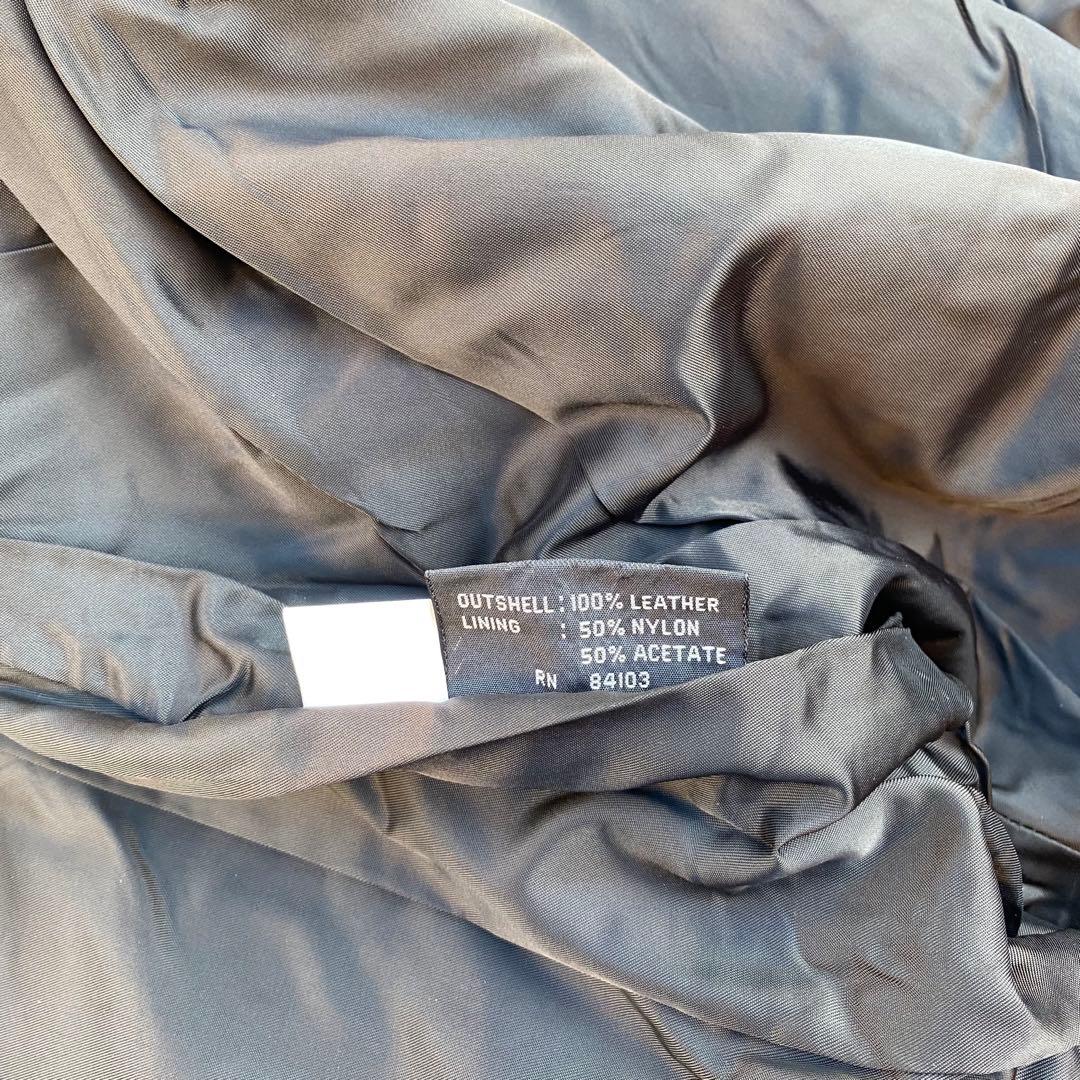 OUTSHELL : 100% LEATHER
LINING : 50% NYLON
50% ACETATE
RN 84103